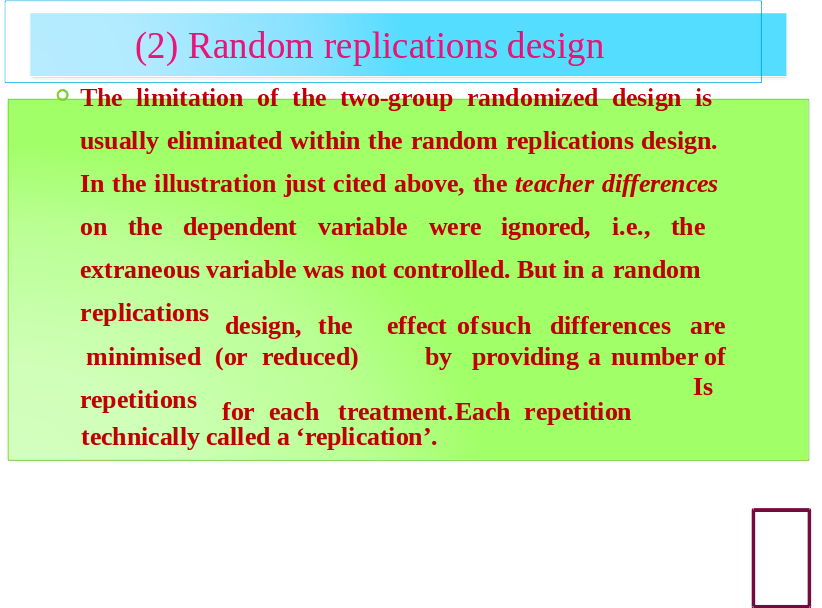 (2) Random replications design
The limitation of the two-group randomized design is
usually eliminated within the random replications design.
In the illustration just cited above, the teacher differences
on the dependent variable were ignored, i.e., the
extraneous variable was not controlled. But in a random
replications design, the effect of such differences are
minimised (or reduced) by providing a number of
repetitions for each treatment. Each repetition Is
technically called a ‘replication’.